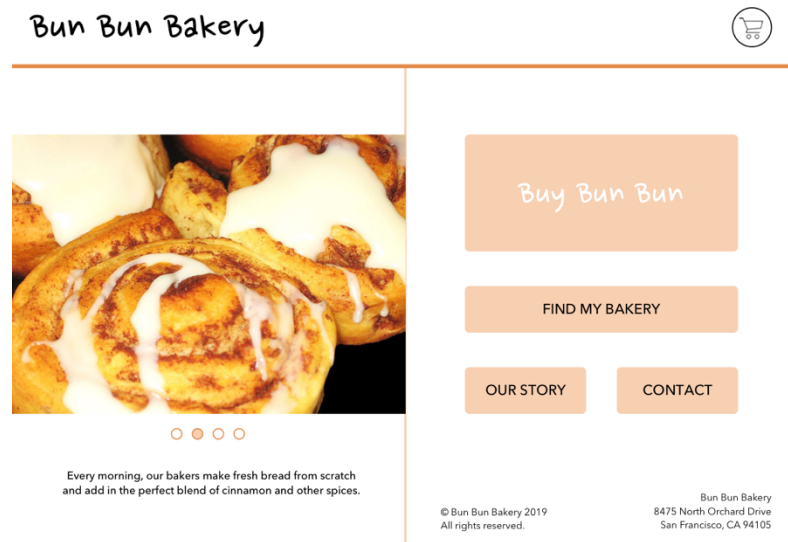 Bun Bun Bakery
Buy Bun Bun
FIND MY BAKERY
OUR STORY
CONTACT
Every morning, our bakers make fresh bread from scratch
and add in the perfect blend of cinnamon and other spices.
© Bun Bun Bakery 2019
All rights reserved.
Bun Bun Bakery
8475 North Orchard Drive
San Francisco, CA 94105